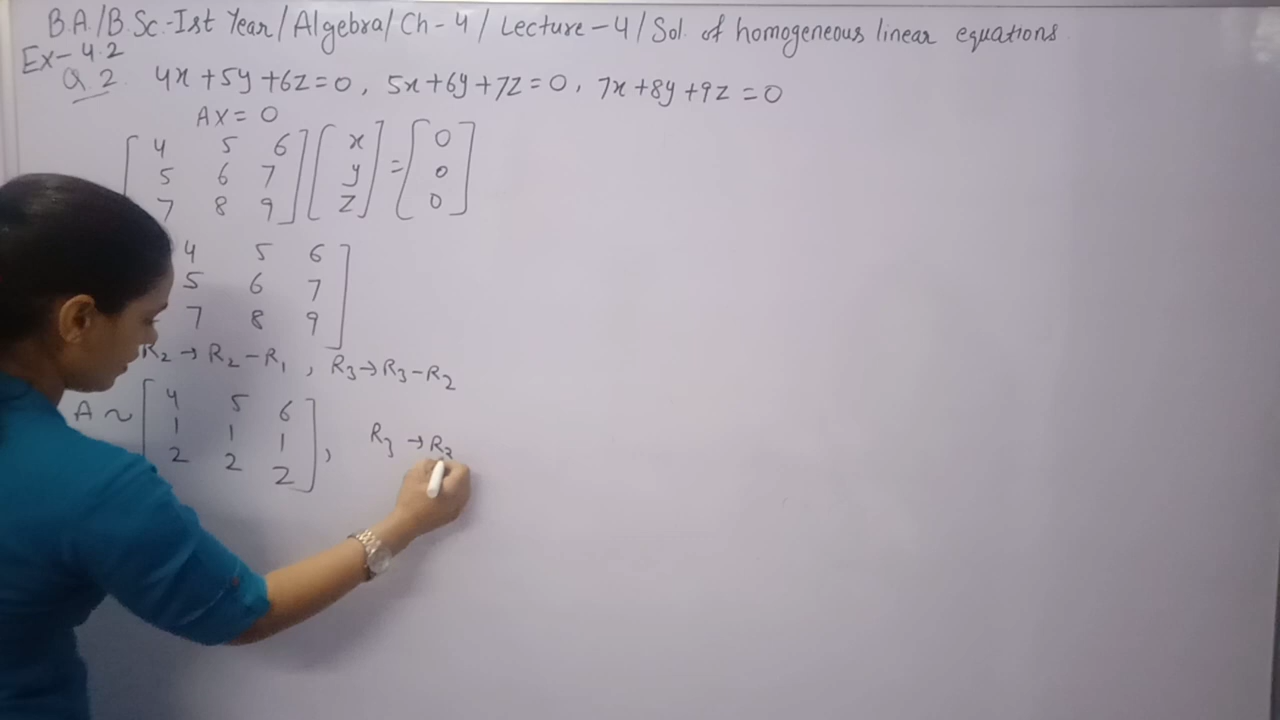 B.A./B.Sc.-Ist Year/Algebra/Ch-4/Lecture-4/Sol. of homogeneous linear equations
Ex-4.2
Q.2. 4x+5y+6z=0, 5x+6y+7z=0, 7x+8y+9z=0
AX=0
[4 5 6] [x] = [0]
5 6 7] [y] [0]
7 8 9] [z] [0]
4 5 6]
5 6 7
7 8 9]
R₂→R₂-R₁, R₃→R₃-R₂
A~[4 5 6]
1 1 1
2 2 2], R₃→R₃